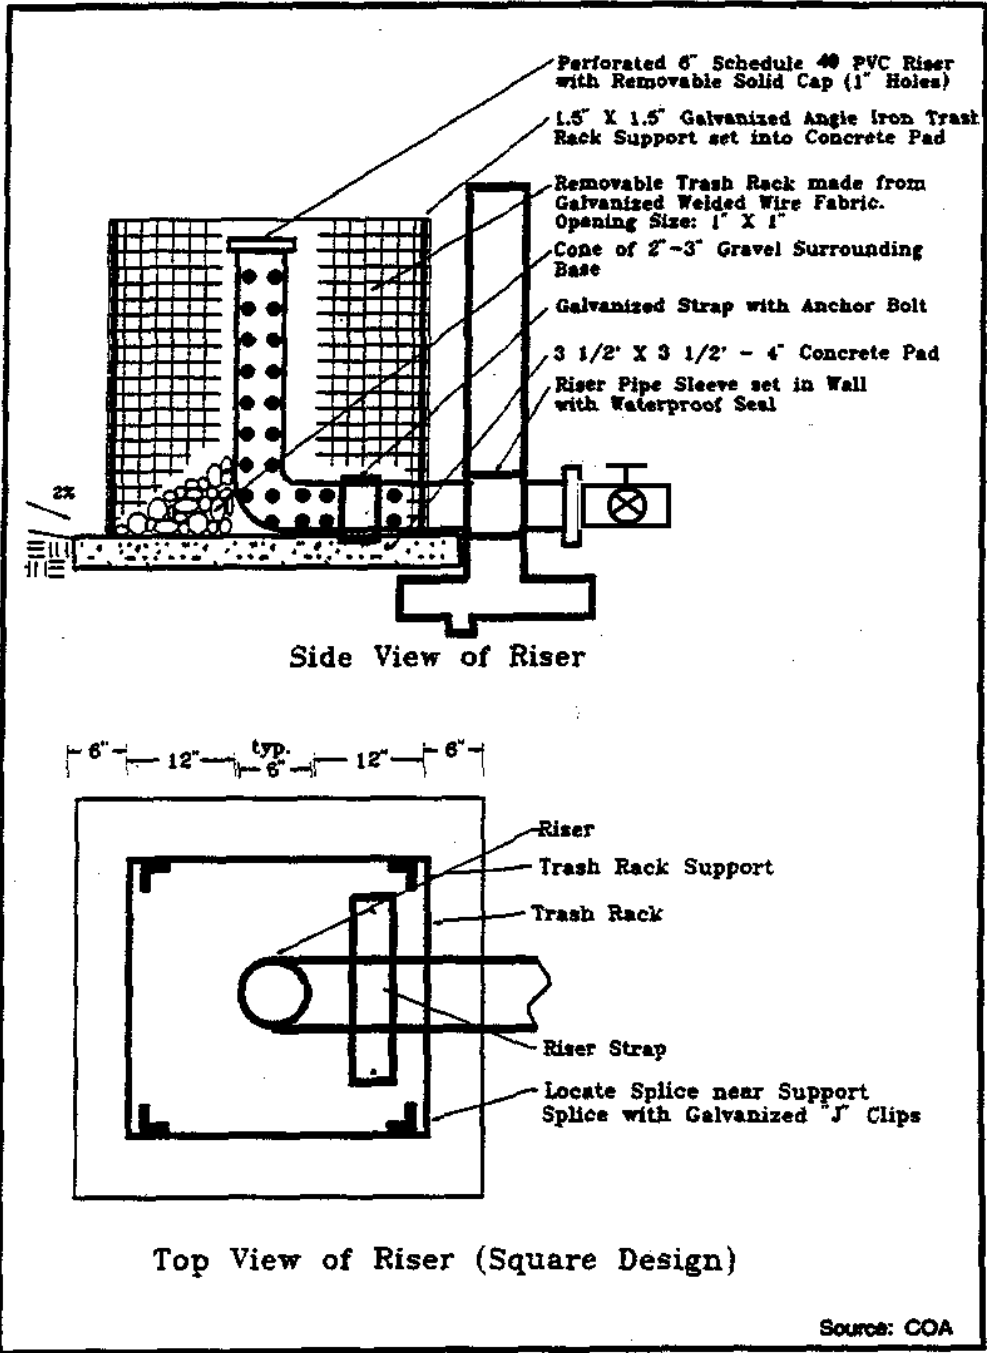 Perforated 6" Schedule 40 PVC Riser
with Removable Solid Cap (1" Holes)
1.5" X 1.5" Galvanized Angle Iron Trash
Rack Support set into Concrete Pad
Removable Trash Rack made from
Galvanized Welded Wire Fabric.
Opening Size: 1" X 1"
Cone of 2"-3" Gravel Surrounding
Base
Galvanized Strap with Anchor Bolt
3 1/2' X 3 1/2' - 4" Concrete Pad
Riser Pipe Sleeve set in Wall
with Waterproof Seal
2%
Side View of Riser
6" 12" typ. 6" 12" 6"
Riser
Trash Rack Support
Trash Rack
Riser Strap
Locate Splice near Support
Splice with Galvanized "J" Clips
Top View of Riser (Square Design)
Source: COA